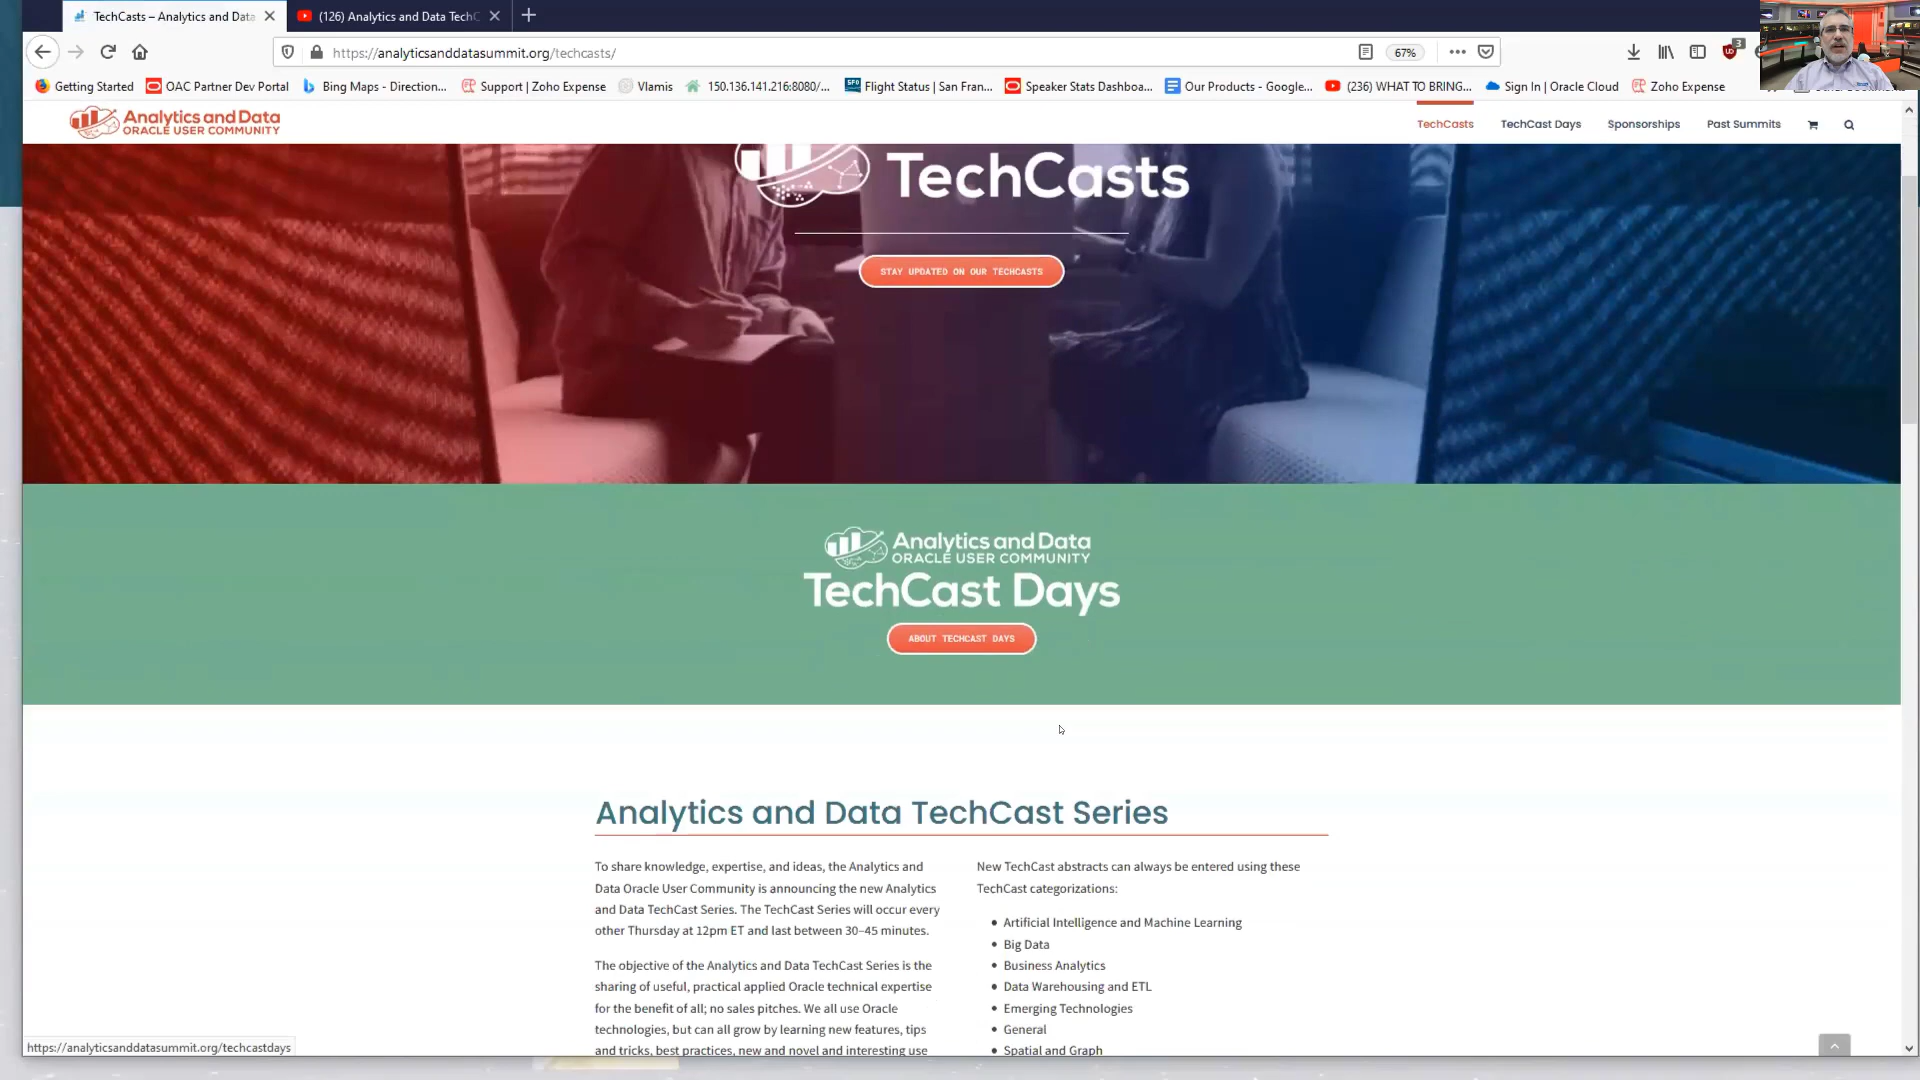 TechCasts – Analytics and Data
(126) Analytics and Data TechC
https://analyticsanddatasummit.org/techcasts/
67%
3
Getting Started
OAC Partner Dev Portal
Bing Maps - Direction...
Support | Zoho Expense
Vlamis
150.136.141.216:8080/...
Flight Status | San Fran...
Speaker Stats Dashboa...
Our Products - Google...
(236) WHAT TO BRING...
Sign In | Oracle Cloud
Zoho Expense
Analytics and Data
ORACLE USER COMMUNITY
TechCasts
TechCast Days
Sponsorships
Past Summits
TechCasts
STAY UPDATED ON OUR TECHCASTS
Analytics and Data
ORACLE USER COMMUNITY
TechCast Days
ABOUT TECHCAST DAYS
Analytics and Data TechCast Series
To share knowledge, expertise, and ideas, the Analytics and
Data Oracle User Community is announcing the new Analytics
and Data TechCast Series. The TechCast Series will occur every
other Thursday at 12pm ET and last between 30–45 minutes.
The objective of the Analytics and Data TechCast Series is the
sharing of useful, practical applied Oracle technical expertise
for the benefit of all; no sales pitches. We all use Oracle
technologies, but can all grow by learning new features, tips
and tricks, best practices, new and novel and interesting use
New TechCast abstracts can always be entered using these
TechCast categorizations:
• Artificial Intelligence and Machine Learning
• Big Data
• Business Analytics
• Data Warehousing and ETL
• Emerging Technologies
• General
• Spatial and Graph
https://analyticsanddatasummit.org/techcastdays